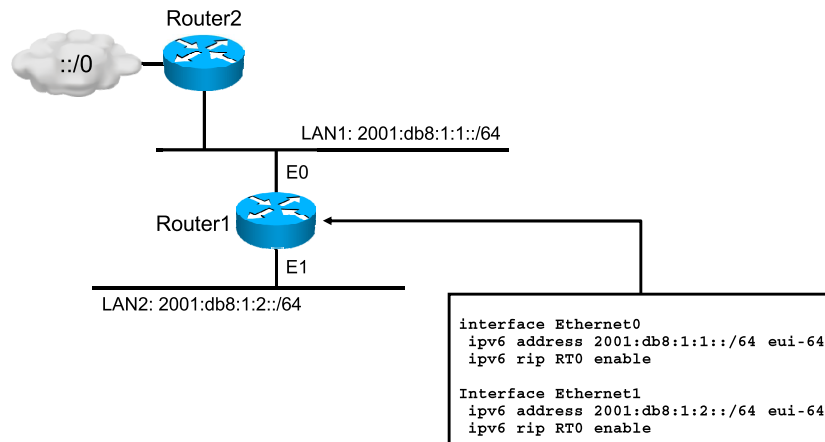 Router2
::/0
LAN1: 2001:db8:1:1::/64
E0
Router1
E1
LAN2: 2001:db8:1:2::/64
interface Ethernet0
ipv6 address 2001:db8:1:1::/64 eui-64
ipv6 rip RT0 enable
Interface Ethernet1
ipv6 address 2001:db8:1:2::/64 eui-64
ipv6 rip RT0 enable